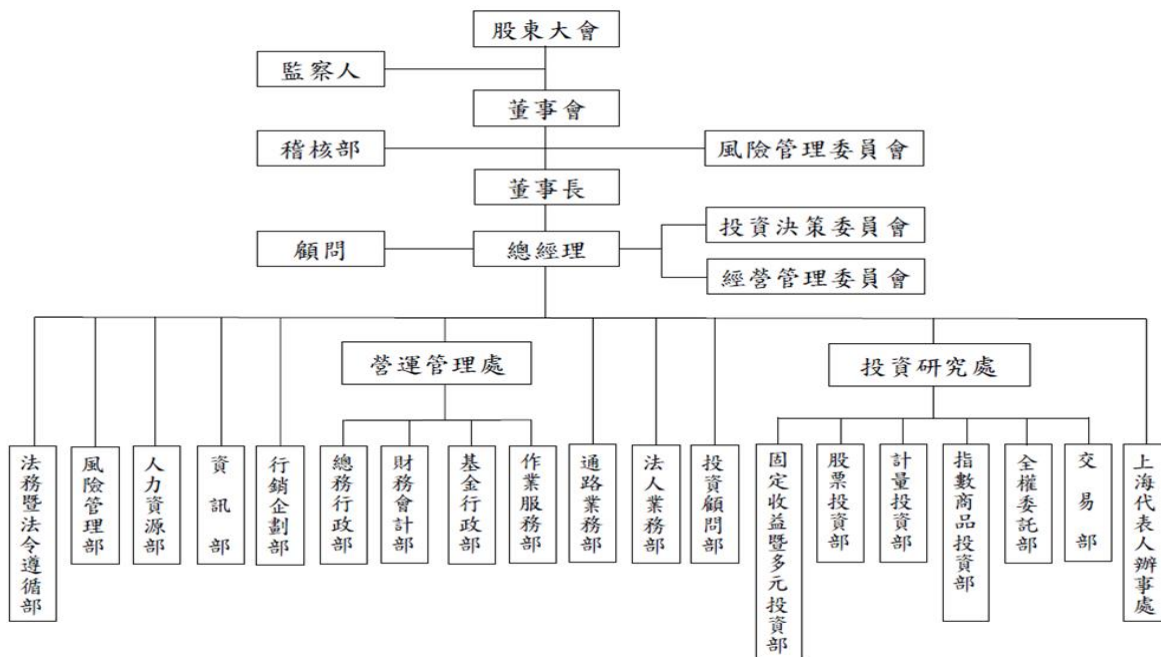 股東大會
監察人
董事會
稽核部
風險管理委員會
董事長
投資決策委員會
顧問
總經理
經營管理委員會
營運管理處
投資研究處
法務暨法令遵循部
風險管理部
人力資源部
資訊部
行銷企劃部
總務行政部
財務會計部
基金行政部
作業服務部
通路業務部
法人業務部
投資顧問部
固定收益暨多元投資部
股票投資部
計量投資部
指數商品投資部
全權委託部
交易部
上海代表人辦事處